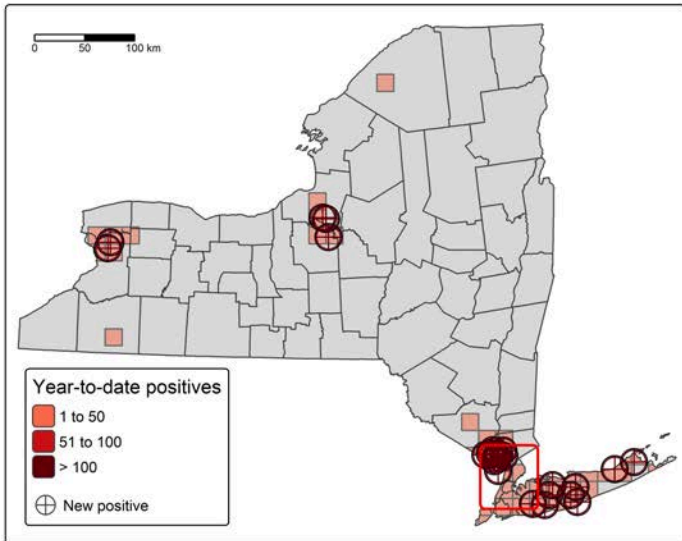 0 50 100 km
Year-to-date positives
1 to 50
51 to 100
> 100
New positive